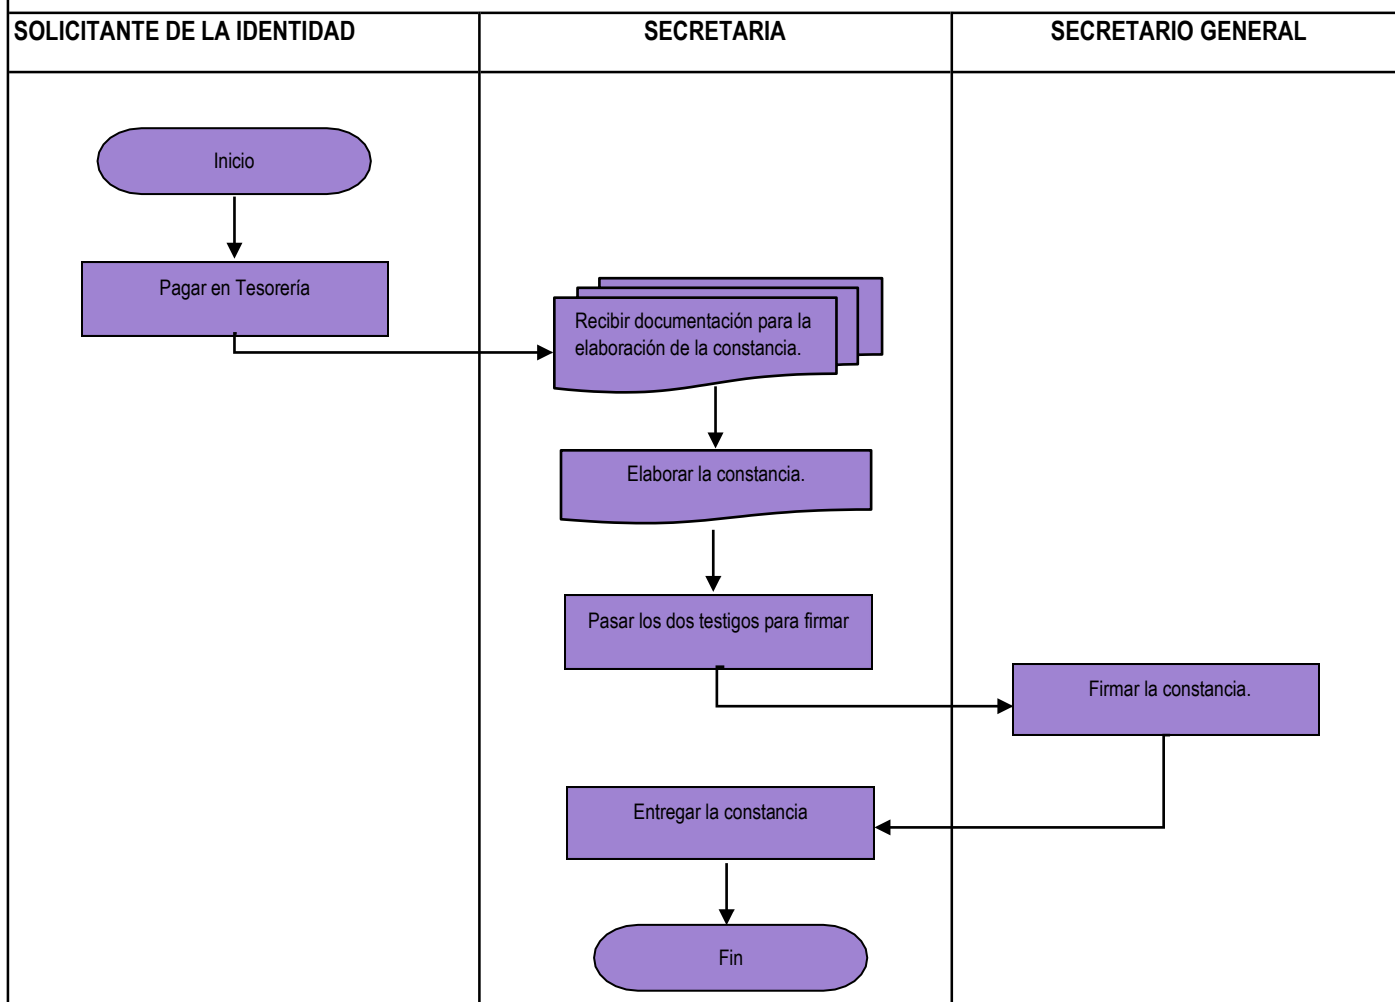 SOLICITANTE DE LA IDENTIDAD
SECRETARIA
SECRETARIO GENERAL
Inicio
Pagar en Tesorería
Recibir documentación para la
elaboración de la constancia.
Elaborar la constancia.
Pasar los dos testigos para firmar
Firmar la constancia.
Entregar la constancia
Fin